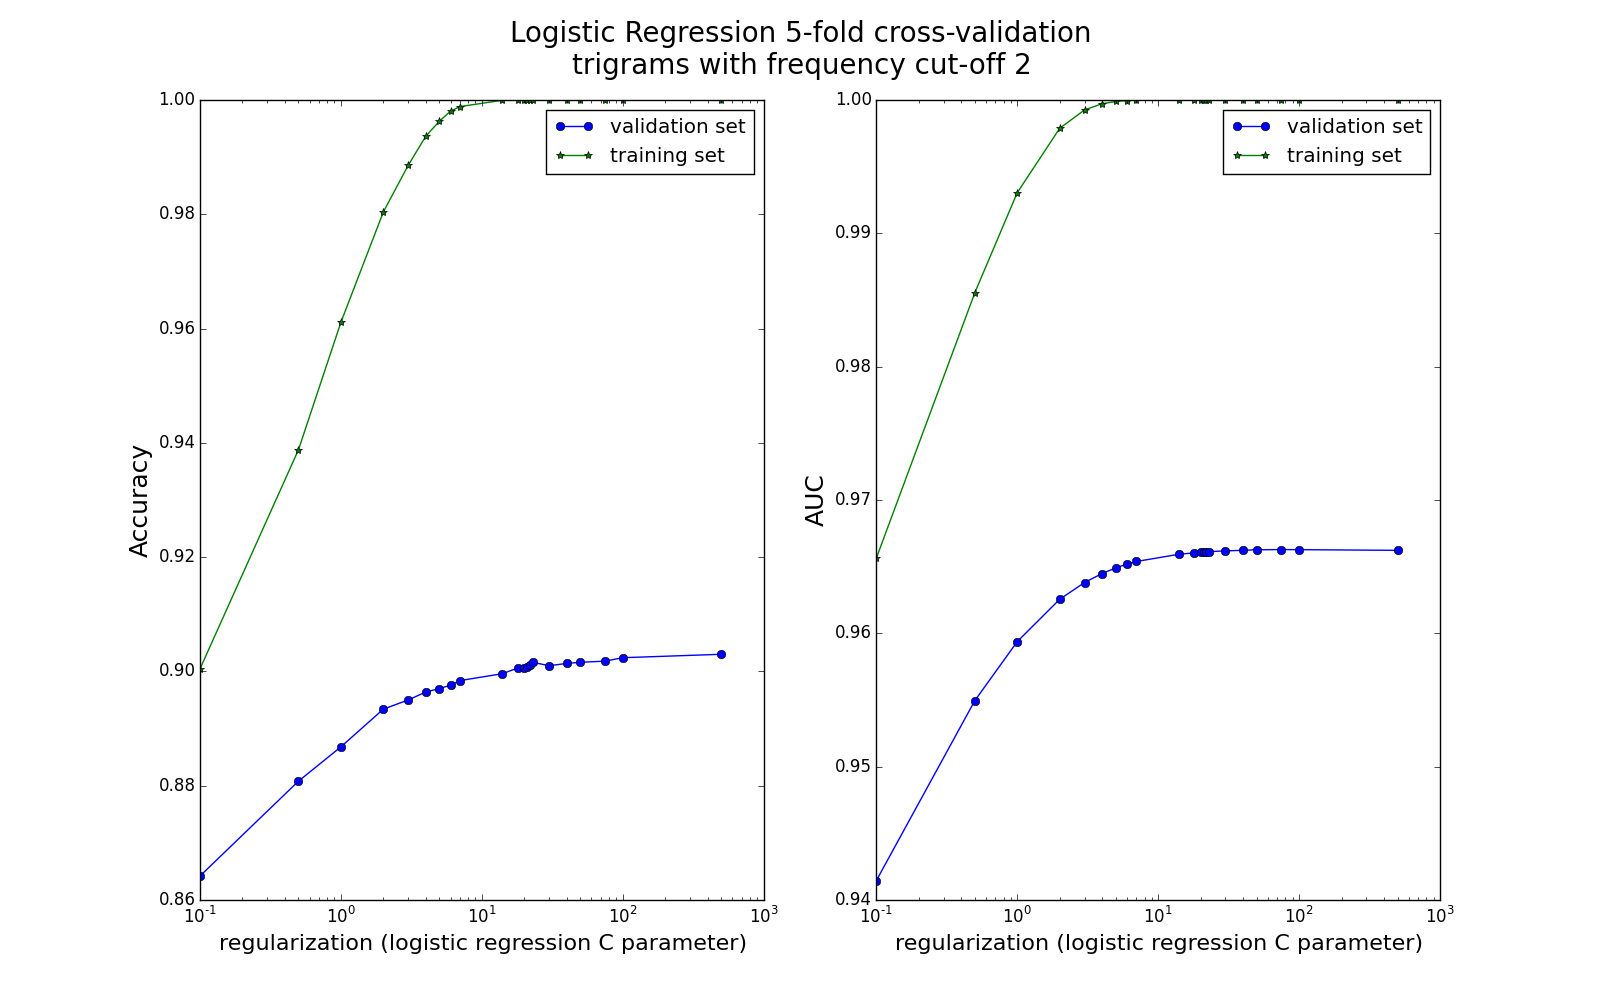 Logistic Regression 5-fold cross-validation
trigrams with frequency cut-off 2
1.00
0.98
0.96
0.94
0.92
0.90
0.88
0.86
Accuracy
validation set
training set
10⁻¹ 10⁰ 10¹ 10² 10³
regularization (logistic regression C parameter)
1.00
0.99
0.98
0.97
0.96
0.95
0.94
AUC
validation set
training set
10⁻¹ 10⁰ 10¹ 10² 10³
regularization (logistic regression C parameter)